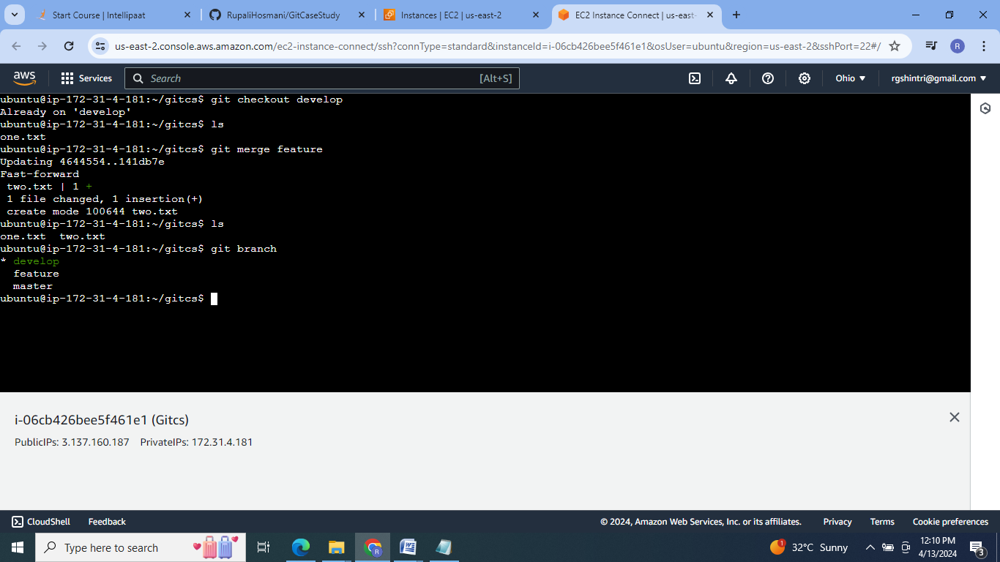 Start Course | Intellipaat
RupaliHosmani/GitCaseStudy
Instances | EC2 | us-east-2
EC2 Instance Connect | us-east-
us-east-2.console.aws.amazon.com/ec2-instance-connect/ssh?connType=standard&instanceId=i-06cb426bee5f461e1&osUser=ubuntu&region=us-east-2&sshPort=22#/
R
aws
Services
Search
[Alt+S]
Ohio
rgshintri@gmail.com
ubuntu@ip-172-31-4-181:~/gitcs$ git checkout develop
Already on 'develop'
ubuntu@ip-172-31-4-181:~/gitcs$ ls
one.txt
ubuntu@ip-172-31-4-181:~/gitcs$ git merge feature
Updating 4644554..141db7e
Fast-forward
 two.txt | 1 +
 1 file changed, 1 insertion(+)
 create mode 100644 two.txt
ubuntu@ip-172-31-4-181:~/gitcs$ ls
one.txt  two.txt
ubuntu@ip-172-31-4-181:~/gitcs$ git branch
* develop
  feature
  master
ubuntu@ip-172-31-4-181:~/gitcs$
i-06cb426bee5f461e1 (Gitcs)
PublicIPs: 3.137.160.187 PrivateIPs: 172.31.4.181
CloudShell
Feedback
© 2024, Amazon Web Services, Inc. or its affiliates.
Privacy
Terms
Cookie preferences
Type here to search
R
W
1
32°C Sunny
12:10 PM
4/13/2024
3